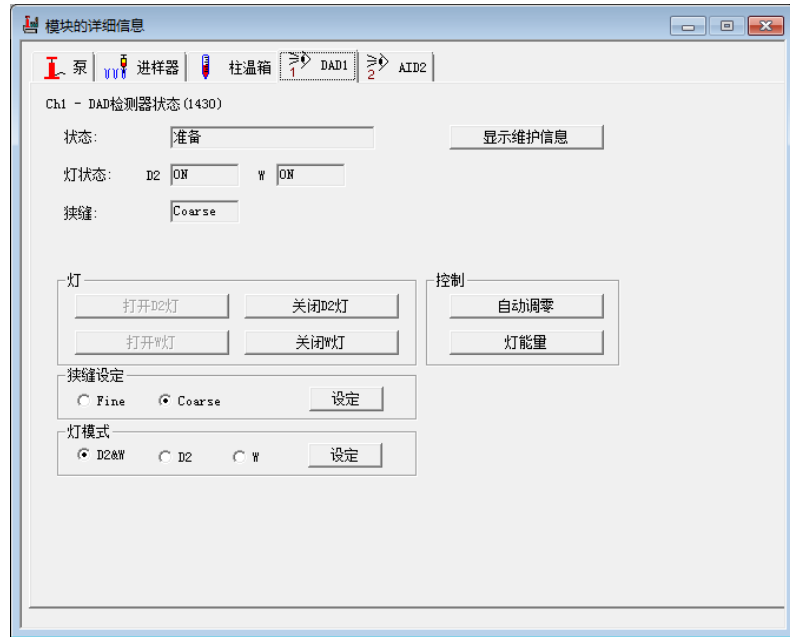 模块的详细信息
泵 进样器 柱温箱 1 DAD1 2 AID2
Ch1 - DAD检测器状态(1430)
状态: 准备 显示维护信息
灯状态: D2 ON W ON
狭缝: Coarse
灯 控制
打开D2灯 关闭D2灯 自动调零
打开W灯 关闭W灯 灯能量
狭缝设定
Fine Coarse 设定
灯模式
D2&W D2 W 设定